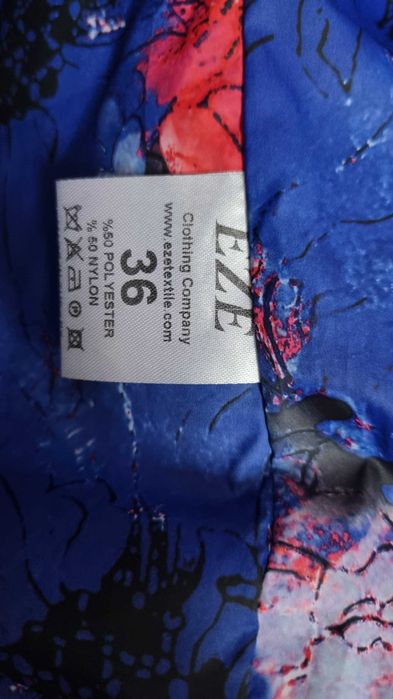 EZE
Clothing Company
www.ezetextile.com
36
%50 POLYESTER
% 50 NYLON